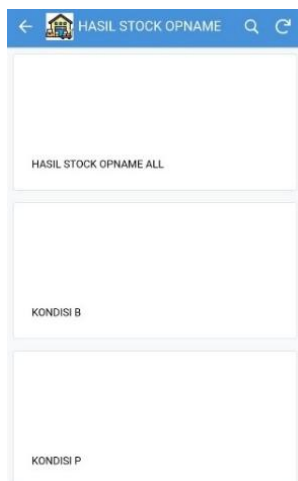 HASIL STOCK OPNAME
HASIL STOCK OPNAME ALL
KONDISI B
KONDISI P